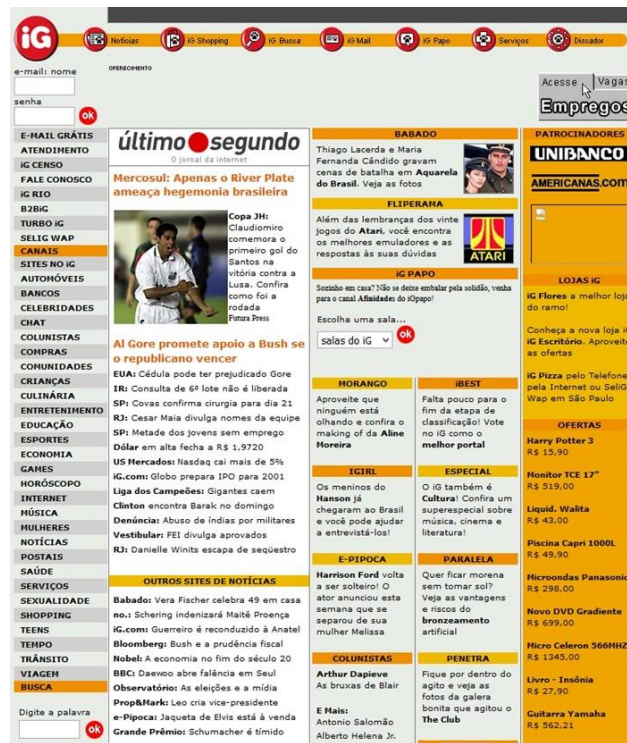 iG
Notícias
iG Shopping
iG Busca
iG Mail
iG Papo
Serviços
Discador
e-mail: nome
OFERECIMENTO
senha
ok
Acesse
Vagas
Empregos
E-MAIL GRÁTIS
ATENDIMENTO
iG CENSO
FALE CONOSCO
iG RIO
B2BiG
TURBO iG
SELIG WAP
CANAIS
SITES NO iG
AUTOMÓVEIS
BANCOS
CELEBRIDADES
CHAT
COLUNISTAS
COMPRAS
COMUNIDADES
CRIANÇAS
CULINÁRIA
ENTRETENIMENTO
EDUCAÇÃO
ESPORTES
ECONOMIA
GAMES
HORÓSCOPO
INTERNET
MÚSICA
MULHERES
NOTÍCIAS
POSTAIS
SAÚDE
SERVIÇOS
SEXUALIDADE
SHOPPING
TEENS
TEMPO
TRÂNSITO
VIAGEM
BUSCA
Digite a palavra
ok
último segundo
O jornal da internet
Mercosul: Apenas o River Plate
ameaça hegemonia brasileira
Copa JH:
Claudiomiro
comemora o
primeiro gol do
Santos na
vitória contra a
Lusa. Confira
como foi a
rodada
Futura Press
Al Gore promete apoio a Bush se
o republicano vencer
EUA: Cédula pode ter prejudicado Gore
IR: Consulta de 6º lote não é liberada
SP: Covas confirma cirurgia para dia 21
RJ: Cesar Maia divulga nomes da equipe
SP: Metade dos jovens sem emprego
Dólar em alta fecha a R$ 1,9720
US Mercados: Nasdaq cai mais de 5%
iG.com: Globo prepara IPO para 2001
Liga dos Campeões: Gigantes caem
Clinton encontra Barak no domingo
Denúncia: Abuso de índias por militares
Vestibular: FEI divulga aprovados
RJ: Danielle Winits escapa de seqüestro
OUTROS SITES DE NOTÍCIAS
Babado: Vera Fischer celebra 49 em casa
no.: Schering indenizará Maitê Proença
iG.com: Guerreiro é reconduzido à Anatel
Bloomberg: Bush e a prudência fiscal
Nobel: A economia no fim do século 20
BBC: Daewoo abre falência em Seul
Observatório: As eleições e a mídia
Prop&Mark: Leo cria vice-presidente
e-Pipoca: Jaqueta de Elvis está à venda
Grande Prêmio: Schumacher é tímido
BABADO
Thiago Lacerda e Maria
Fernanda Cândido gravam
cenas de batalha em Aquarela
do Brasil. Veja as fotos
FLIPERAMA
Além das lembranças dos vinte
jogos do Atari, você encontra
os melhores emuladores e as
respostas às suas dúvidas
ATARI
iG PAPO
Sozinho em casa? Não se deixe embalar pela solidão, venha
para o canal Afinidades do iGpapo!
Escolha uma sala...
salas do iG
ok
MORANGO
Aproveite que
ninguém está
olhando e confira o
making of da Aline
Moreira
iBEST
Falta pouco para o
fim da etapa de
classificação! Vote
no iG como o
melhor portal
IGIRL
Os meninos do
Hanson já
chegaram ao Brasil
e você pode ajudar
a entrevistá-los!
ESPECIAL
O iG também é
Cultura! Confira um
superespecial sobre
música, cinema e
literatura!
E-PIPOCA
Harrison Ford volta
a ser solteiro! O
ator anunciou esta
semana que se
separou de sua
mulher Melissa
PARALELA
Quer ficar morena
sem tomar sol?
Veja as vantagens
e riscos do
bronzeamento
artificial
COLUNISTAS
Arthur Dapieve
As bruxas de Blair
E Mais:
Antonio Salomão
Alberto Helena Jr.
PENETRA
Fique por dentro do
agito e veja as
fotos da galera
bonita que agitou o
The Club
PATROCINADORES
UNIBANCO
AMERICANAS.COM
LOJAS iG
iG Flores a melhor loja
do ramo!
Conheça a nova loja iG
iG Escritório. Aproveite
as ofertas
iG Pizza pelo Telefone
pela Internet ou SeliG
Wap em São Paulo
OFERTAS
Harry Potter 3
R$ 15,90
Monitor TCE 17"
R$ 519,00
Liquid. Walita
R$ 43,00
Piscina Capri 1000L
R$ 49,90
Microondas Panasonic
R$ 298,00
Novo DVD Gradiente
R$ 699,00
Micro Celeron 566MHZ
R$ 1345,00
Livro - Insônia
R$ 27,90
Guitarra Yamaha
R$ 562,21